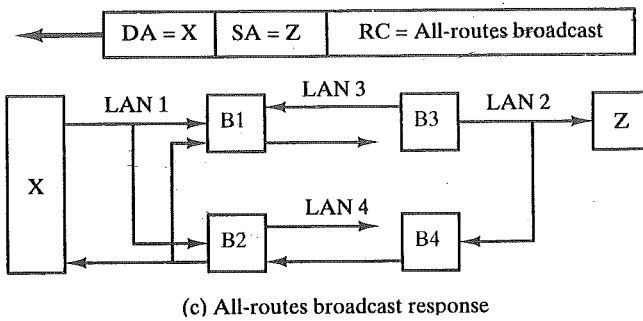 DA = X SA = Z RC = All-routes broadcast
LAN 1 LAN 3 LAN 2
B1 B3 Z
X
LAN 4
B2 B4
(c) All-routes broadcast response